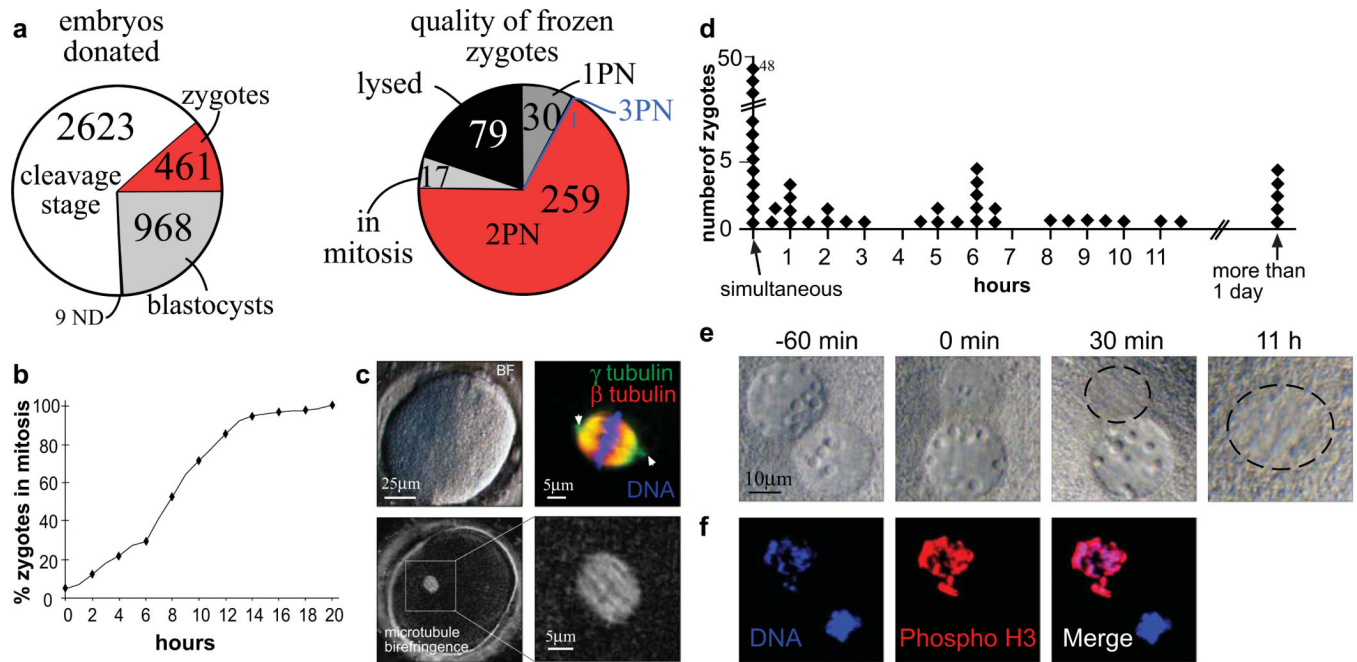 a
embryos
donated
2623
cleavage
stage
zygotes
461
968
9 ND
blastocysts
quality of frozen
zygotes
lysed
79
30
1PN
3PN
1
17
in
mitosis
259
2PN
b
% zygotes in mitosis
100
80
60
40
20
0
0 2 4 6 8 10 12 14 16 18 20
hours
c
BF
25µm
γ tubulin
β tubulin
5µm
DNA
microtubule
birefringence
5µm
d
numberof zygotes
50
48
5
0
1 2 3 4 5 6 7 8 9 10 11
simultaneous
hours
more than
1 day
e
-60 min 0 min 30 min 11 h
10µm
f
DNA Phospho H3 Merge